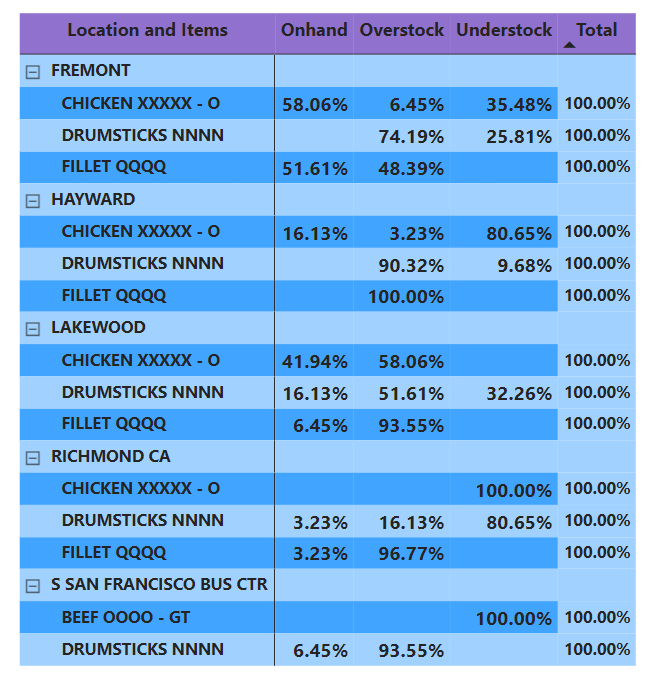 Location and Items Onhand Overstock Understock Total
FREMONT
CHICKEN XXXXX - O 58.06% 6.45% 35.48% 100.00%
DRUMSTICKS NNNN 74.19% 25.81% 100.00%
FILLET QQQQ 51.61% 48.39% 100.00%
HAYWARD
CHICKEN XXXXX - O 16.13% 3.23% 80.65% 100.00%
DRUMSTICKS NNNN 90.32% 9.68% 100.00%
FILLET QQQQ 100.00% 100.00%
LAKEWOOD
CHICKEN XXXXX - O 41.94% 58.06% 100.00%
DRUMSTICKS NNNN 16.13% 51.61% 32.26% 100.00%
FILLET QQQQ 6.45% 93.55% 100.00%
RICHMOND CA
CHICKEN XXXXX - O 100.00% 100.00%
DRUMSTICKS NNNN 3.23% 16.13% 80.65% 100.00%
FILLET QQQQ 3.23% 96.77% 100.00%
S SAN FRANCISCO BUS CTR
BEEF OOOO - GT 100.00% 100.00%
DRUMSTICKS NNNN 6.45% 93.55% 100.00%